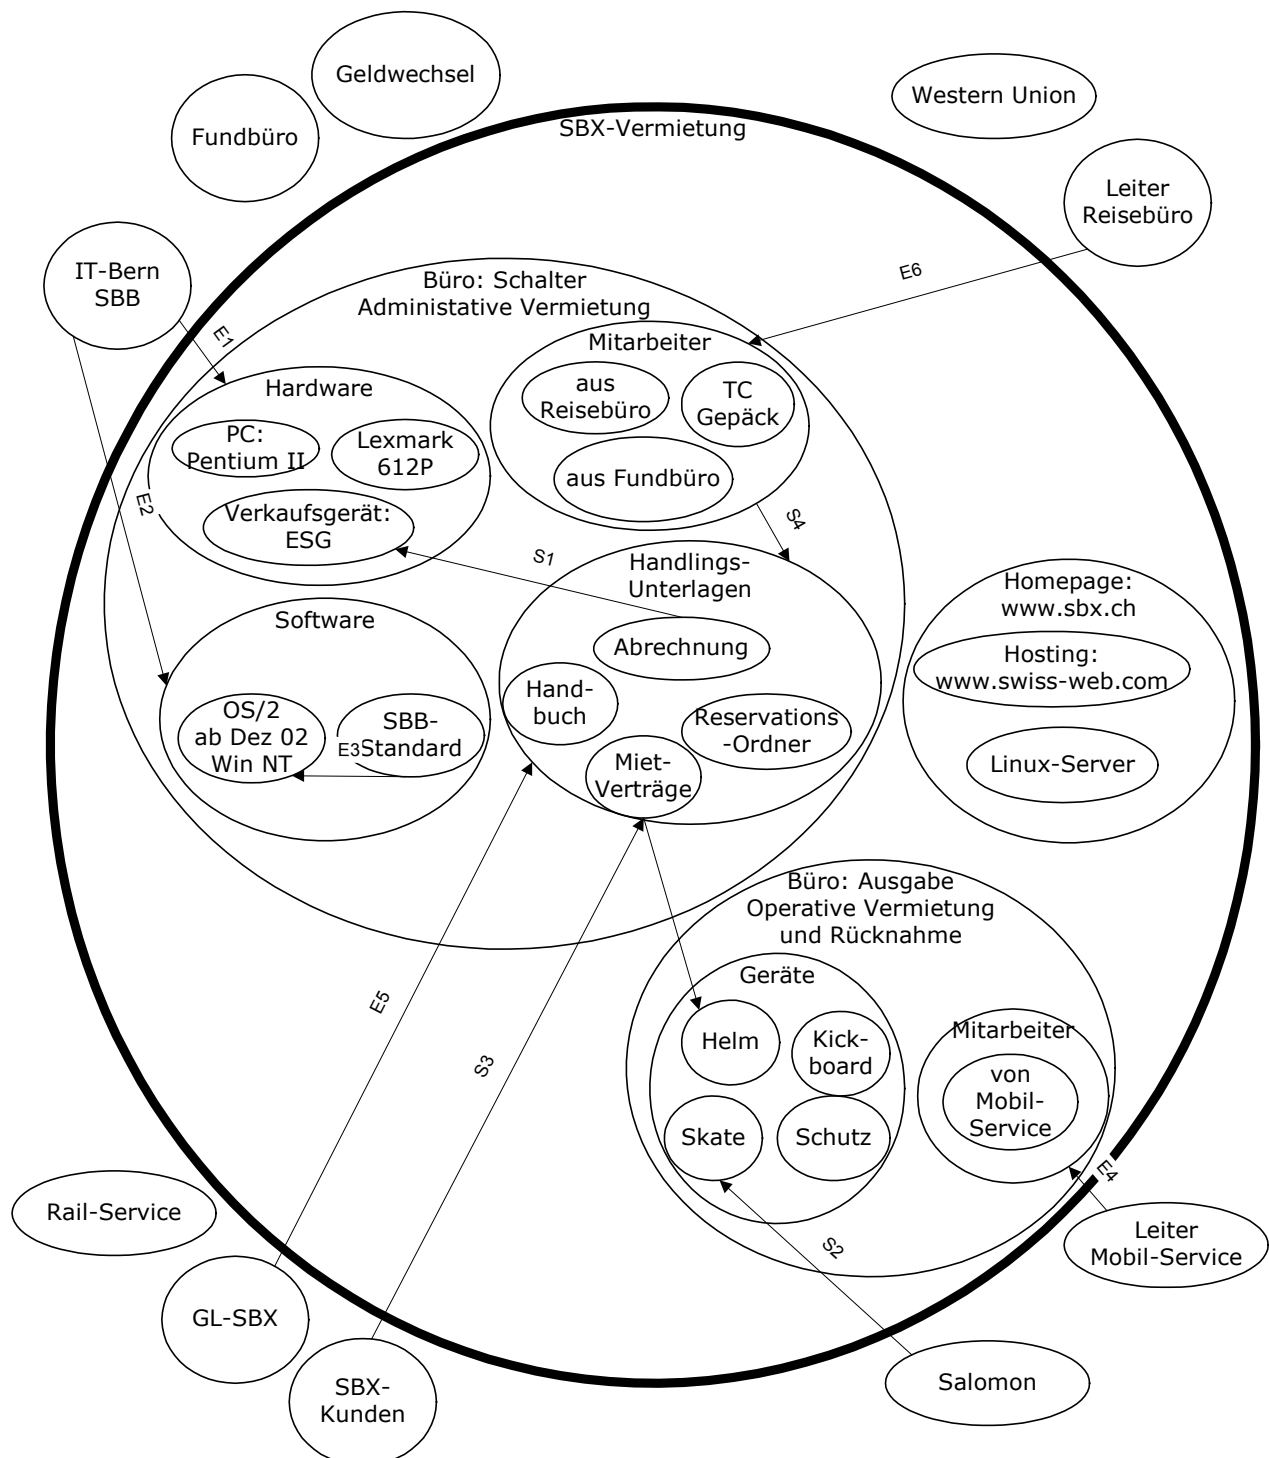 Geldwechsel
Western Union
Fundbüro
SBX-Vermietung
Leiter
Reisebüro
IT-Bern
SBB
E6
Büro: Schalter
Administative Vermietung
E1
Mitarbeiter
aus
Reisebüro
TC
Gepäck
aus Fundbüro
Hardware
PC:
Pentium II
Lexmark
612P
Verkaufsgerät:
ESG
E2
S4
S1
Handlings-
Unterlagen
Abrechnung
Hand-
buch
Reservations
-Ordner
Miet-
Verträge
Software
OS/2
ab Dez 02
Win NT
E3
SBB-
Standard
Homepage:
www.sbx.ch
Hosting:
www.swiss-web.com
Linux-Server
Büro: Ausgabe
Operative Vermietung
und Rücknahme
Geräte
Helm
Kick-
board
Skate
Schutz
Mitarbeiter
von
Mobil-
Service
E5
S3
E4
S2
Rail-Service
Leiter
Mobil-Service
GL-SBX
SBX-
Kunden
Salomon